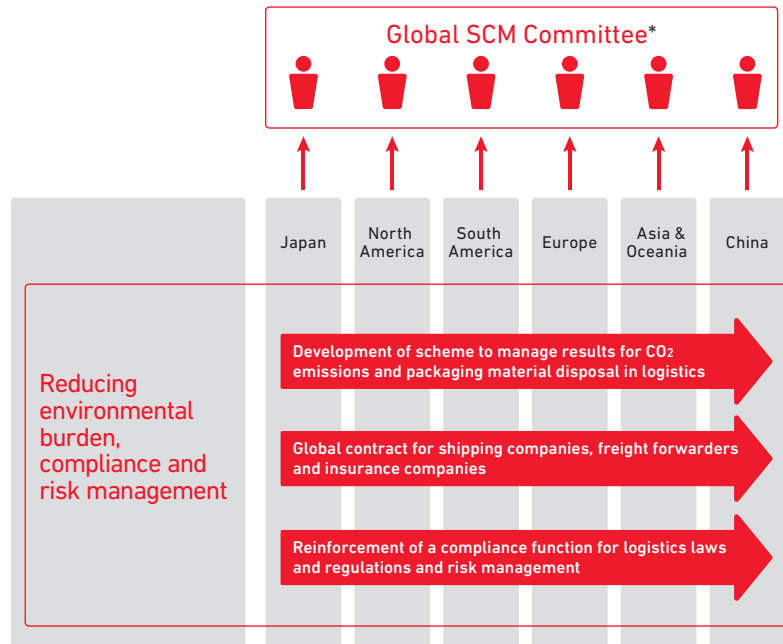 Global SCM Committee*
Japan
North
America
South
America
Europe
Asia &
Oceania
China
Reducing
environmental
burden,
compliance and
risk management
Development of scheme to manage results for CO2
emissions and packaging material disposal in logistics
Global contract for shipping companies, freight forwarders
and insurance companies
Reinforcement of a compliance function for logistics laws
and regulations and risk management